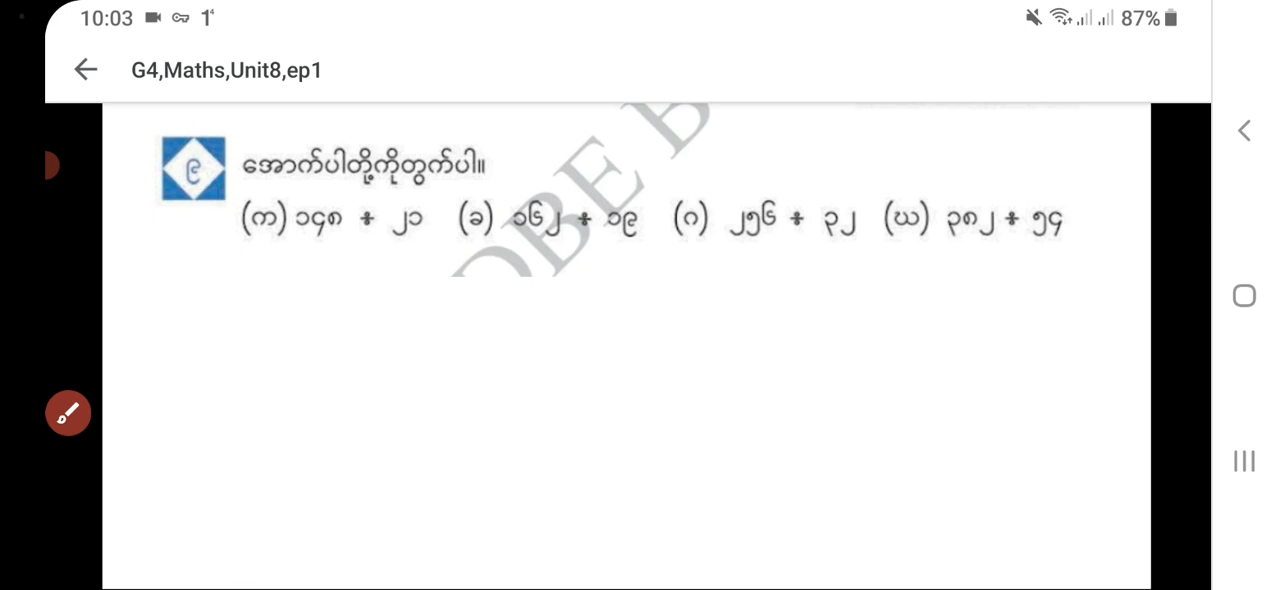 10:03 87%
G4,Maths,Unit8,ep1
၉ အောက်ပါတို့ကိုတွက်ပါ။
(က) ၁၄၈ ÷ ၂၁ (ခ) ၁၆၂ ÷ ၁၉ (ဂ) ၂၅၆ ÷ ၃၂ (ဃ) ၃၈၂ ÷ ၅၄
OBE B